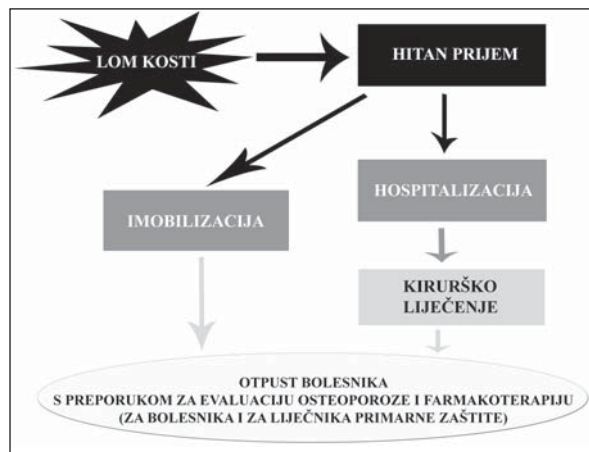 LOM KOSTI
HITAN PRIJEM
IMOBILIZACIJA
HOSPITALIZACIJA
KIRURŠKO
LIJEČENJE
OTPUST BOLESNIKA
S PREPORUKOM ZA EVALUACIJU OSTEOPOROZE I FARMAKOTERAPIJU
(ZA BOLESNIKA I ZA LIJEČNIKA PRIMARNE ZAŠTITE)